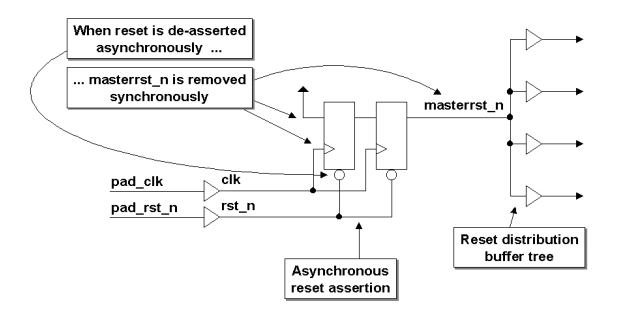 When reset is de-asserted
asynchronously ...
... masterrst_n is removed
synchronously
masterrst_n
pad_clk
clk
pad_rst_n
rst_n
Reset distribution
buffer tree
Asynchronous
reset assertion